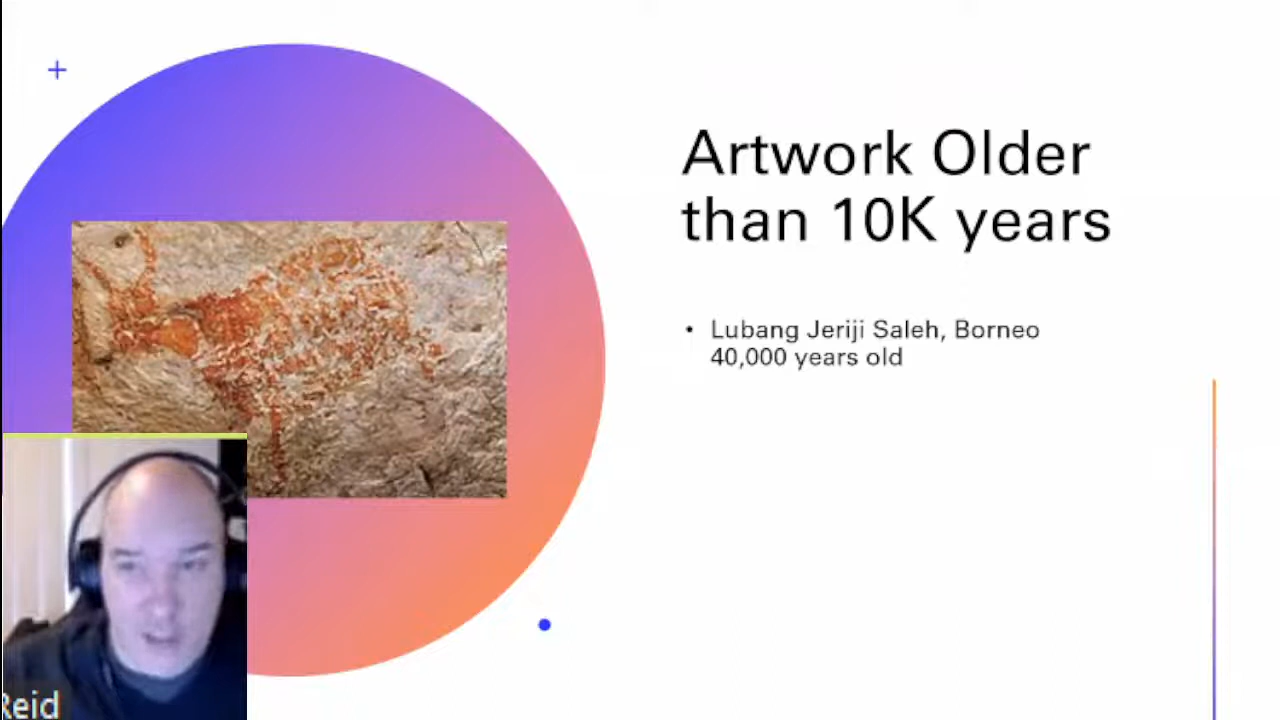 Artwork Older
than 10K years
• Lubang Jeriji Saleh, Borneo
40,000 years old
Reid